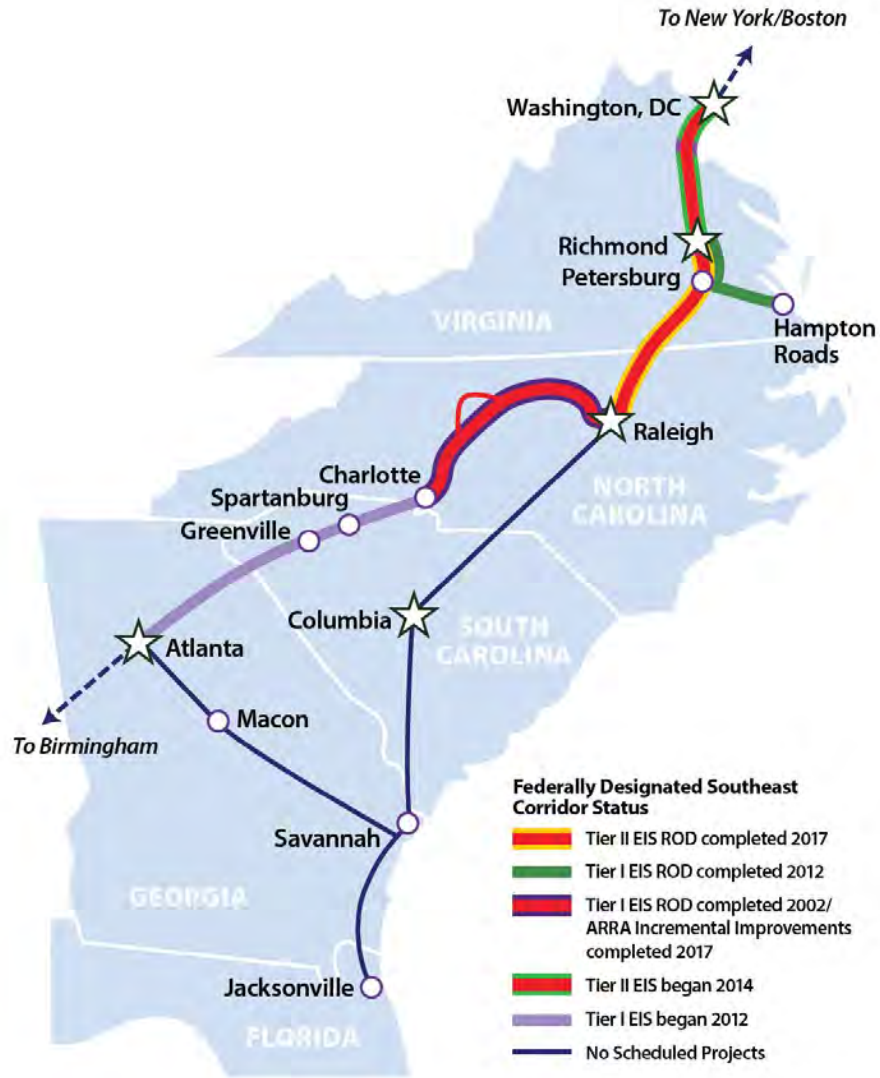 To New York/Boston
Washington, DC
Richmond
Petersburg
VIRGINIA
Hampton
Roads
Raleigh
Charlotte
Spartanburg
Greenville
NORTH
CAROLINA
Columbia
SOUTH
CAROLINA
Atlanta
Macon
To Birmingham
Savannah
GEORGIA
Jacksonville
FLORIDA
Federally Designated Southeast
Corridor Status
Tier II EIS ROD completed 2017
Tier I EIS ROD completed 2012
Tier I EIS ROD completed 2002/
ARRA Incremental Improvements
completed 2017
Tier II EIS began 2014
Tier I EIS began 2012
No Scheduled Projects